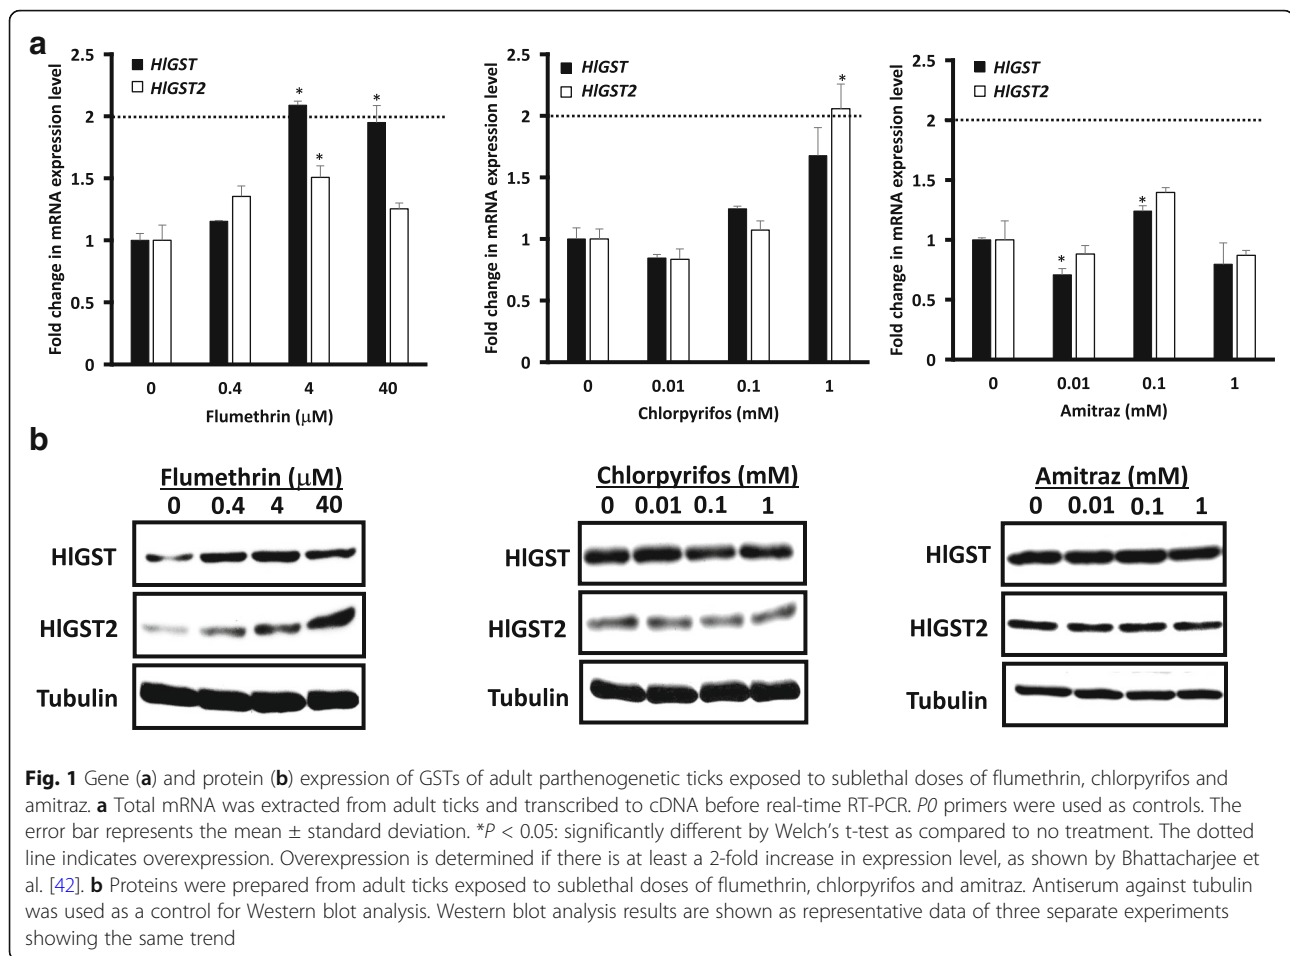 a
Fold change in mRNA expression level
2.5
2
1.5
1
0.5
0
HlGST
HlGST2
*
*
*
0 0.4 4 40
Flumethrin (μM)
Fold change in mRNA expression level
2.5
2
1.5
1
0.5
0
HlGST
HlGST2
*
0 0.01 0.1 1
Chlorpyrifos (mM)
Fold change in mRNA expression level
2.5
2
1.5
1
0.5
0
HlGST
HlGST2
*
*
0 0.01 0.1 1
Amitraz (mM)
b
Flumethrin (μM)
0 0.4 4 40
HlGST
HlGST2
Tubulin
Chlorpyrifos (mM)
0 0.01 0.1 1
HlGST
HlGST2
Tubulin
Amitraz (mM)
0 0.01 0.1 1
HlGST
HlGST2
Tubulin
Fig. 1 Gene (a) and protein (b) expression of GSTs of adult parthenogenetic ticks exposed to sublethal doses of flumethrin, chlorpyrifos and
amitraz. a Total mRNA was extracted from adult ticks and transcribed to cDNA before real-time RT-PCR. P0 primers were used as controls. The
error bar represents the mean ± standard deviation. *P < 0.05: significantly different by Welch's t-test as compared to no treatment. The dotted
line indicates overexpression. Overexpression is determined if there is at least a 2-fold increase in expression level, as shown by Bhattacharjee et
al. [42]. b Proteins were prepared from adult ticks exposed to sublethal doses of flumethrin, chlorpyrifos and amitraz. Antiserum against tubulin
was used as a control for Western blot analysis. Western blot analysis results are shown as representative data of three separate experiments
showing the same trend